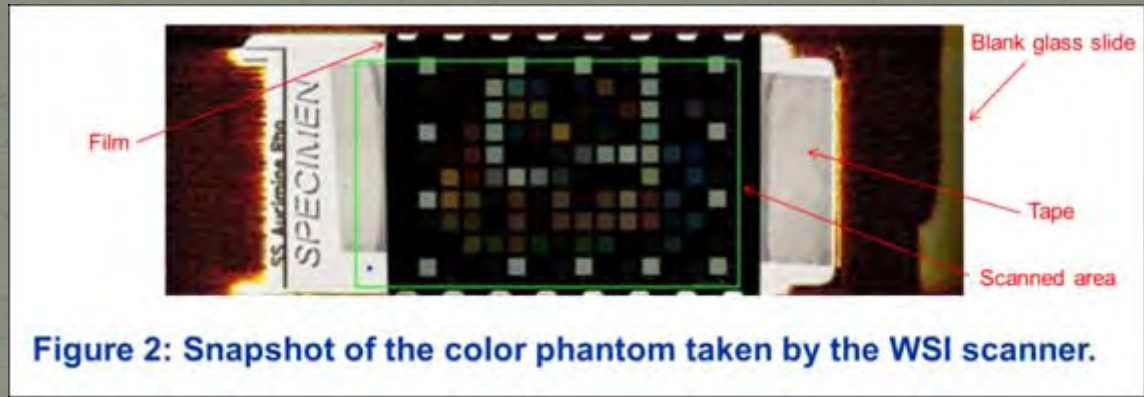 Blank glass slide
Film
SPECIMEN
Tape
Scanned area
Figure 2: Snapshot of the color phantom taken by the WSI scanner.